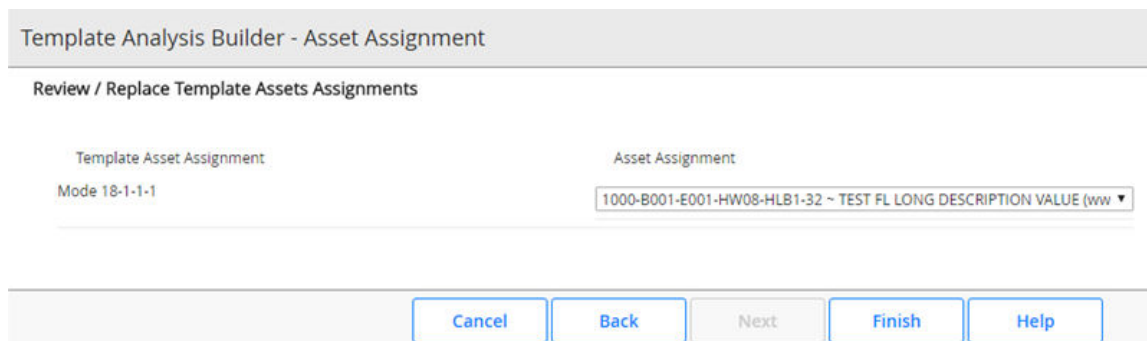 Template Analysis Builder - Asset Assignment
Review / Replace Template Assets Assignments
Template Asset Assignment Asset Assignment
Mode 18-1-1-1 1000-B001-E001-HW08-HLB1-32 ~ TEST FL LONG DESCRIPTION VALUE (ww
Cancel Back Next Finish Help